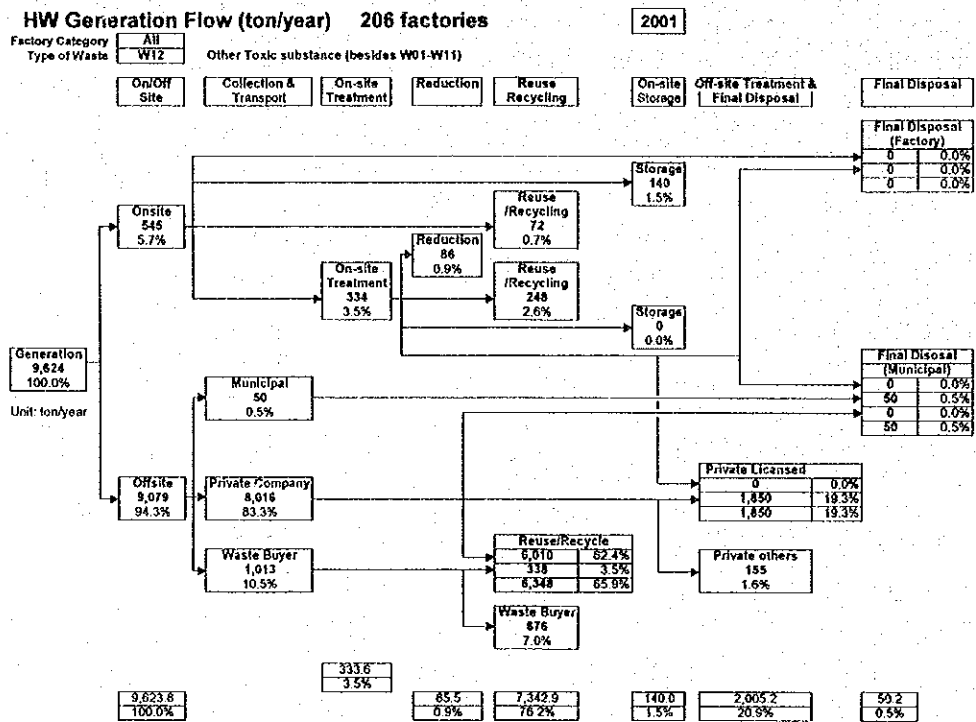 HW Generation Flow (ton/year) 206 factories 2001
Factory Category All
Type of Waste W12 Other Toxic substance (besides W01-W11)
On/Off Site
Collection & Transport
On-site Treatment
Reduction
Reuse Recycling
On-site Storage
Off-site Treatment & Final Disposal
Final Disposal
Final Disposal
(Factory)
0 0.0%
0 0.0%
0 0.0%
Storage
140
1.5%
Onsite
545
5.7%
Reuse
/Recycling
72
0.7%
Reduction
86
0.9%
On-site
Treatment
334
3.5%
Reuse
/Recycling
248
2.6%
Storage
0
0.0%
Generation
9,624
100.0%
Unit: ton/year
Final Disosal
(Municipal)
0 0.0%
50 0.5%
0 0.0%
50 0.5%
Municipal
50
0.5%
Offsite
9,079
94.3%
Private Company
8,016
83.3%
Private Licensed
0 0.0%
1,850 19.3%
1,850 19.3%
Waste Buyer
1,013
10.5%
Reuse/Recycle
6,010 62.4%
338 3.5%
6,348 65.9%
Private others
155
1.6%
Waste Buyer
676
7.0%
333.6
3.5%
9,623.8 85.5 7,342.9 140.0 2,005.2 50.2
100.0% 0.9% 76.2% 1.5% 20.9% 0.5%